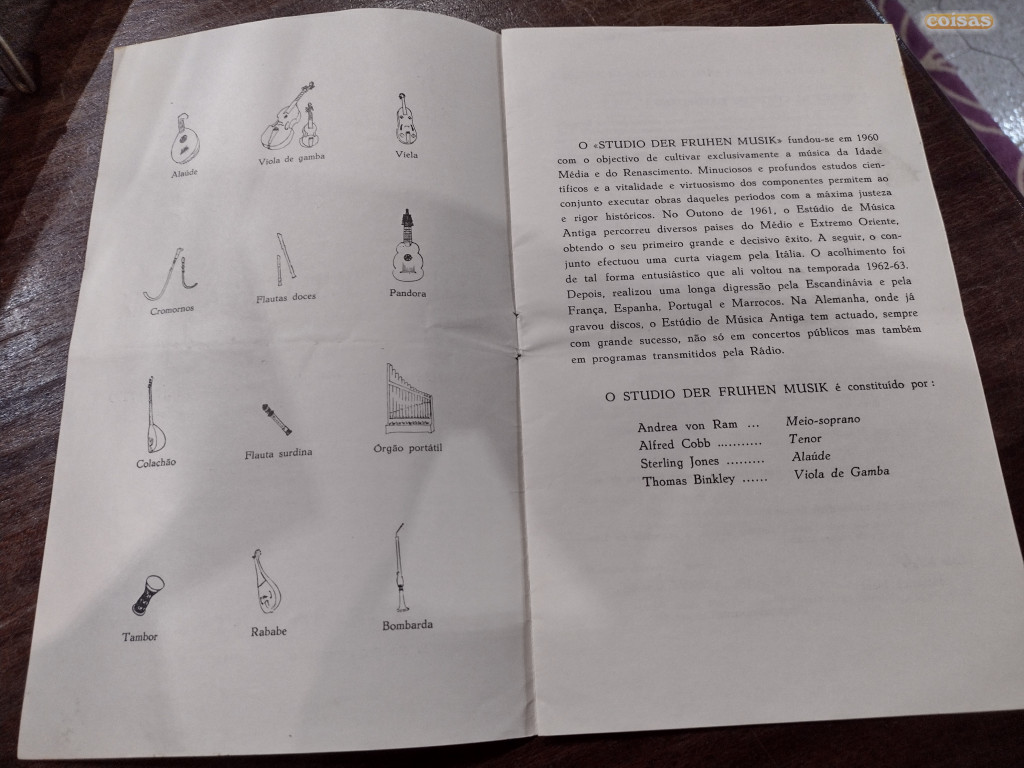 coisas
Alaúde
Viola de gamba
Viela
Cromornos
Flautas doces
Pandora
Colachão
Flauta surdina
Órgão portátil
Tambor
Rababe
Bombarda
O «STUDIO DER FRUHEN MUSIK» fundou-se em 1960
com o objectivo de cultivar exclusivamente a música da Idade
Média e do Renascimento. Minuciosos e profundos estudos cien-
tíficos e a vitalidade e virtuosismo dos componentes permitem ao
conjunto executar obras daqueles períodos com a máxima justeza
e rigor históricos. No Outono de 1961, o Estúdio de Música
Antiga percorreu diversos países do Médio e Extremo Oriente,
obtendo o seu primeiro grande e decisivo êxito. A seguir, o con-
junto efectuou uma curta viagem pela Itália. O acolhimento foi
de tal forma entusiástico que ali voltou na temporada 1962-63.
Depois, realizou uma longa digressão pela Escandinávia e pela
França, Espanha, Portugal e Marrocos. Na Alemanha, onde já
gravou discos, o Estúdio de Música Antiga tem actuado, sempre
com grande sucesso, não só em concertos públicos mas também
em programas transmitidos pela Rádio.
O STUDIO DER FRUHEN MUSIK é constituído por :
Andrea von Ram ... Meio-soprano
Alfred Cobb ........... Tenor
Sterling Jones ......... Alaúde
Thomas Binkley ...... Viola de Gamba